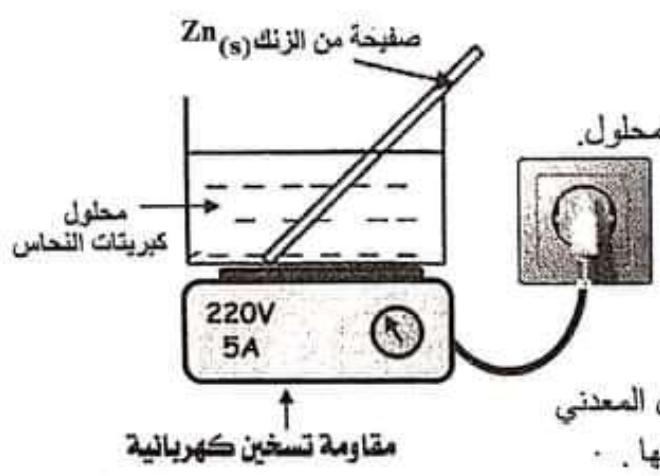 صفيحة من الزنك Zn(s)
محلول.
محلول
كبريتات النحاس
220V
5A
المعدني
مقاومة تسخين كهربائية